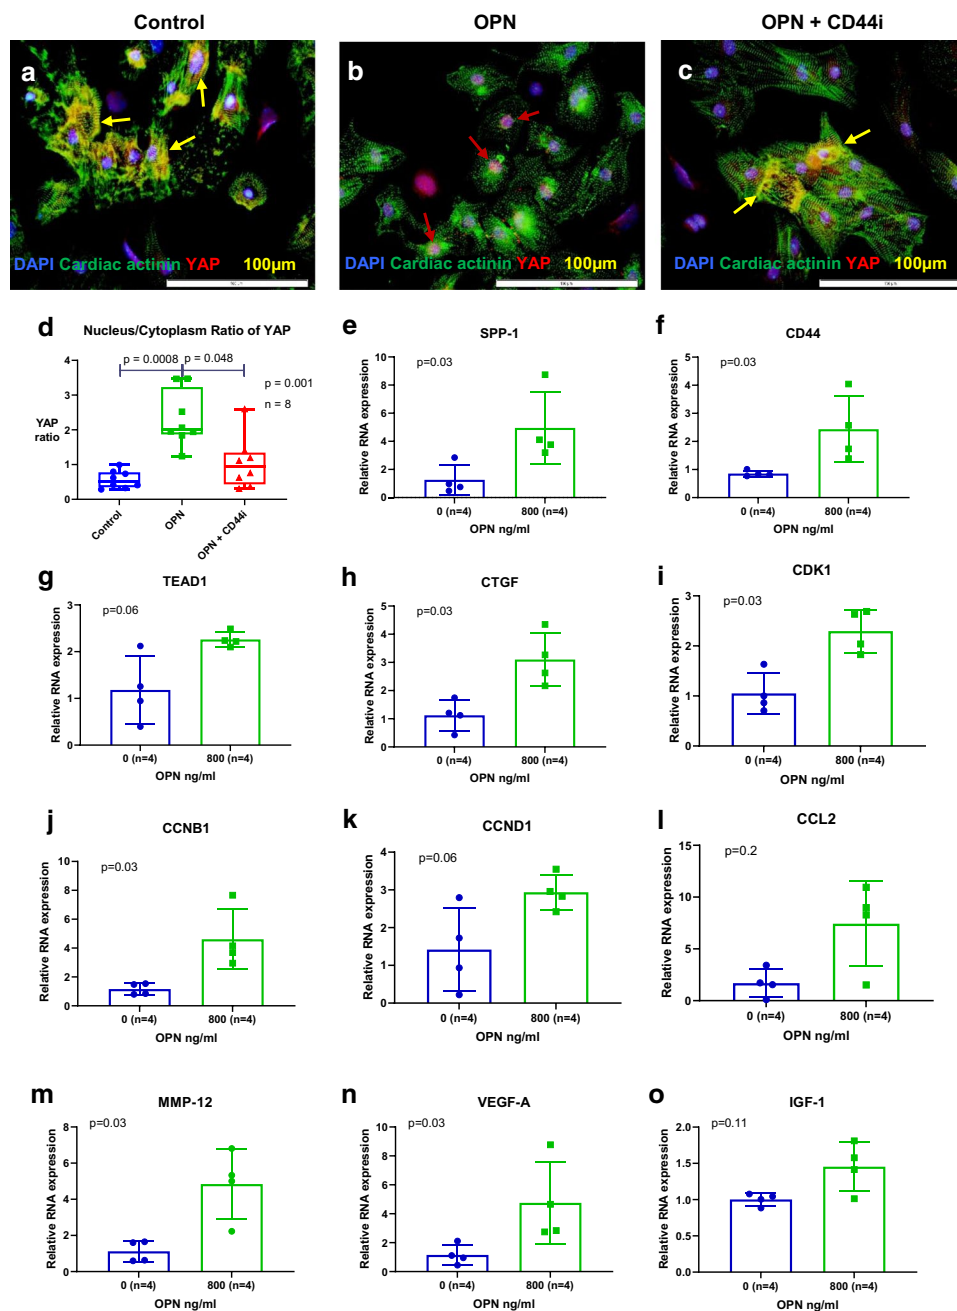 Control
OPN
OPN + CD44i
a
b
c
DAPI Cardiac actinin YAP 100µm
DAPI Cardiac actinin YAP 100µm
DAPI Cardiac actinin YAP 100µm
d
Nucleus/Cytoplasm Ratio of YAP
p = 0.0008
p = 0.048
p = 0.001
n = 8
YAP ratio
4
3
2
1
0
Control
OPN
OPN + CD44i
e
SPP-1
p=0.03
Relative RNA expression
10
8
6
4
2
0
0 (n=4)
800 (n=4)
OPN ng/ml
f
CD44
p=0.03
Relative RNA expression
5
4
3
2
1
0
0 (n=4)
800 (n=4)
OPN ng/ml
g
TEAD1
p=0.06
Relative RNA expression
3
2
1
0
0 (n=4)
800 (n=4)
OPN ng/ml
h
CTGF
p=0.03
Relative RNA expression
5
4
3
2
1
0
0 (n=4)
800 (n=4)
OPN ng/ml
i
CDK1
p=0.03
Relative RNA expression
3
2
1
0
0 (n=4)
800 (n=4)
OPN ng/ml
j
CCNB1
p=0.03
Relative RNA expression
10
8
6
4
2
0
0 (n=4)
800 (n=4)
OPN ng/ml
k
CCND1
p=0.06
Relative RNA expression
4
3
2
1
0
0 (n=4)
800 (n=4)
OPN ng/ml
l
CCL2
p=0.2
Relative RNA expression
15
10
5
0
0 (n=4)
800 (n=4)
OPN ng/ml
m
MMP-12
p=0.03
Relative RNA expression
8
6
4
2
0
0 (n=4)
800 (n=4)
OPN ng/ml
n
VEGF-A
p=0.03
Relative RNA expression
10
8
6
4
2
0
0 (n=4)
800 (n=4)
OPN ng/ml
o
IGF-1
p=0.11
Relative RNA expression
2.0
1.5
1.0
0.5
0.0
0 (n=4)
800 (n=4)
OPN ng/ml